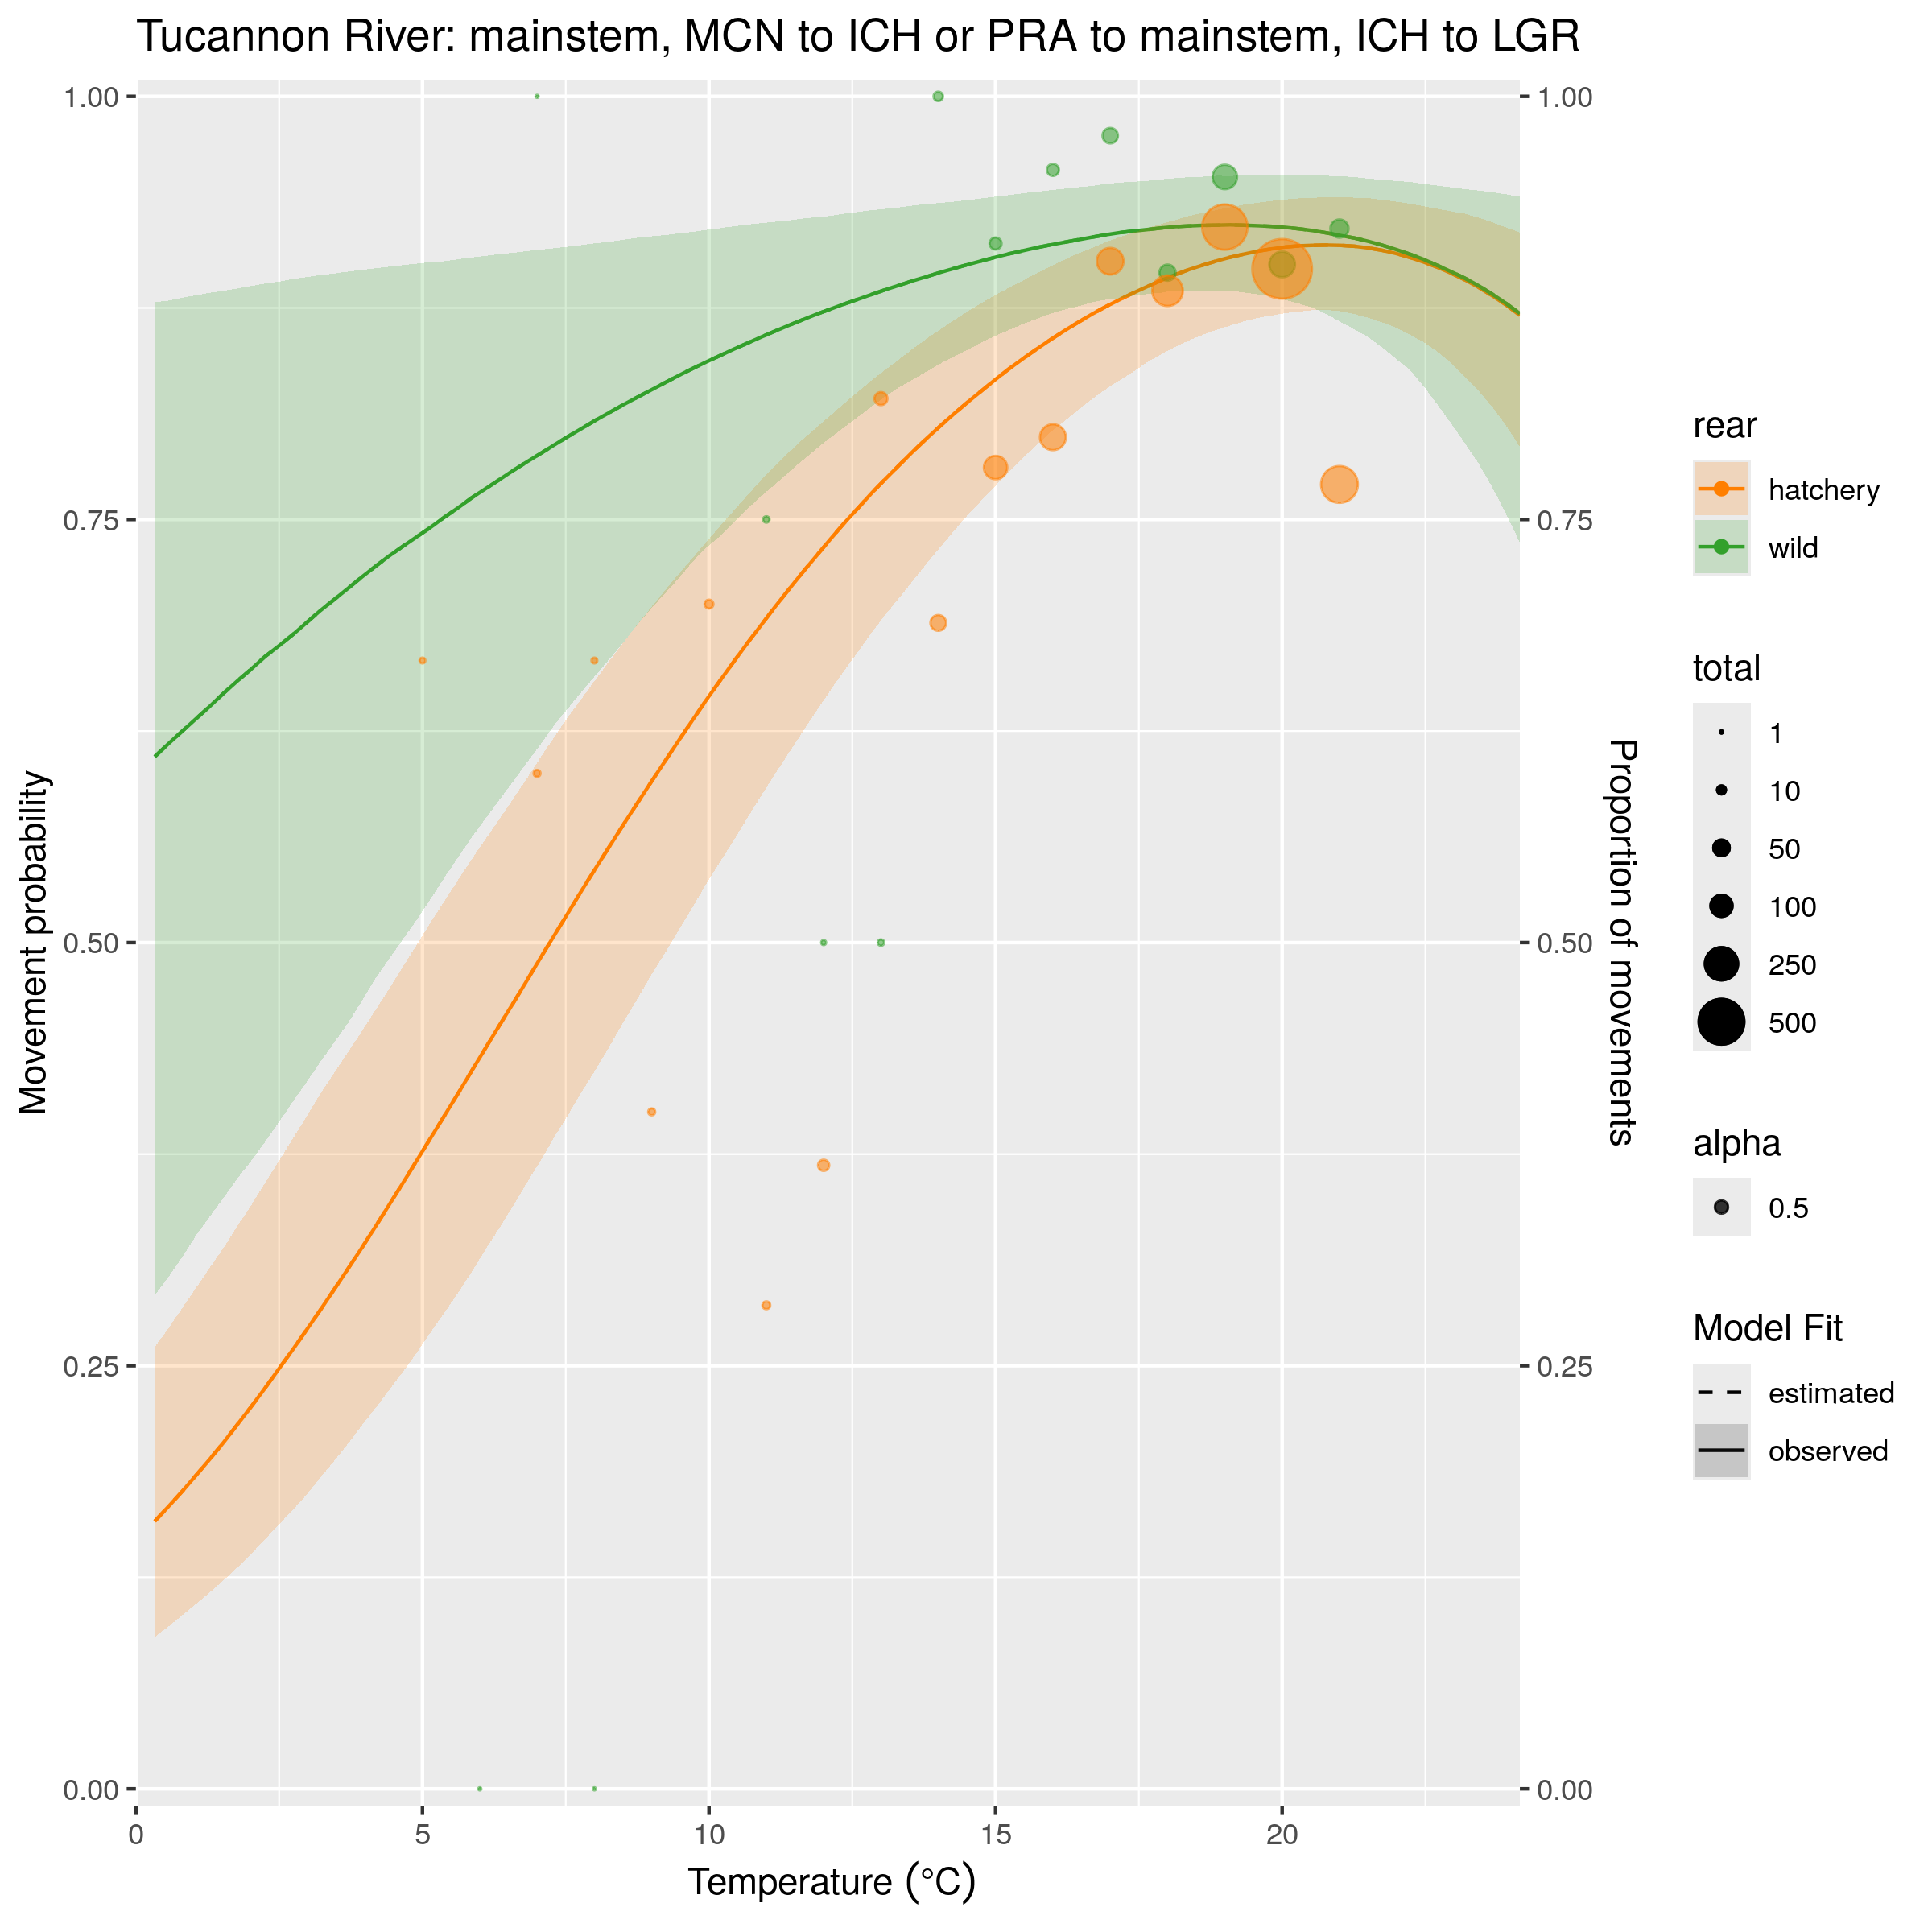 Tucannon River: mainstem, MCN to ICH or PRA to mainstem, ICH to LGR
Movement probability
1.00
0.75
0.50
0.25
0.00
0
5
10
15
20
Temperature (°C)
1.00
0.75
0.50
0.25
0.00
Proportion of movements
rear
hatchery
wild
total
1
10
50
100
250
500
alpha
0.5
Model Fit
estimated
observed